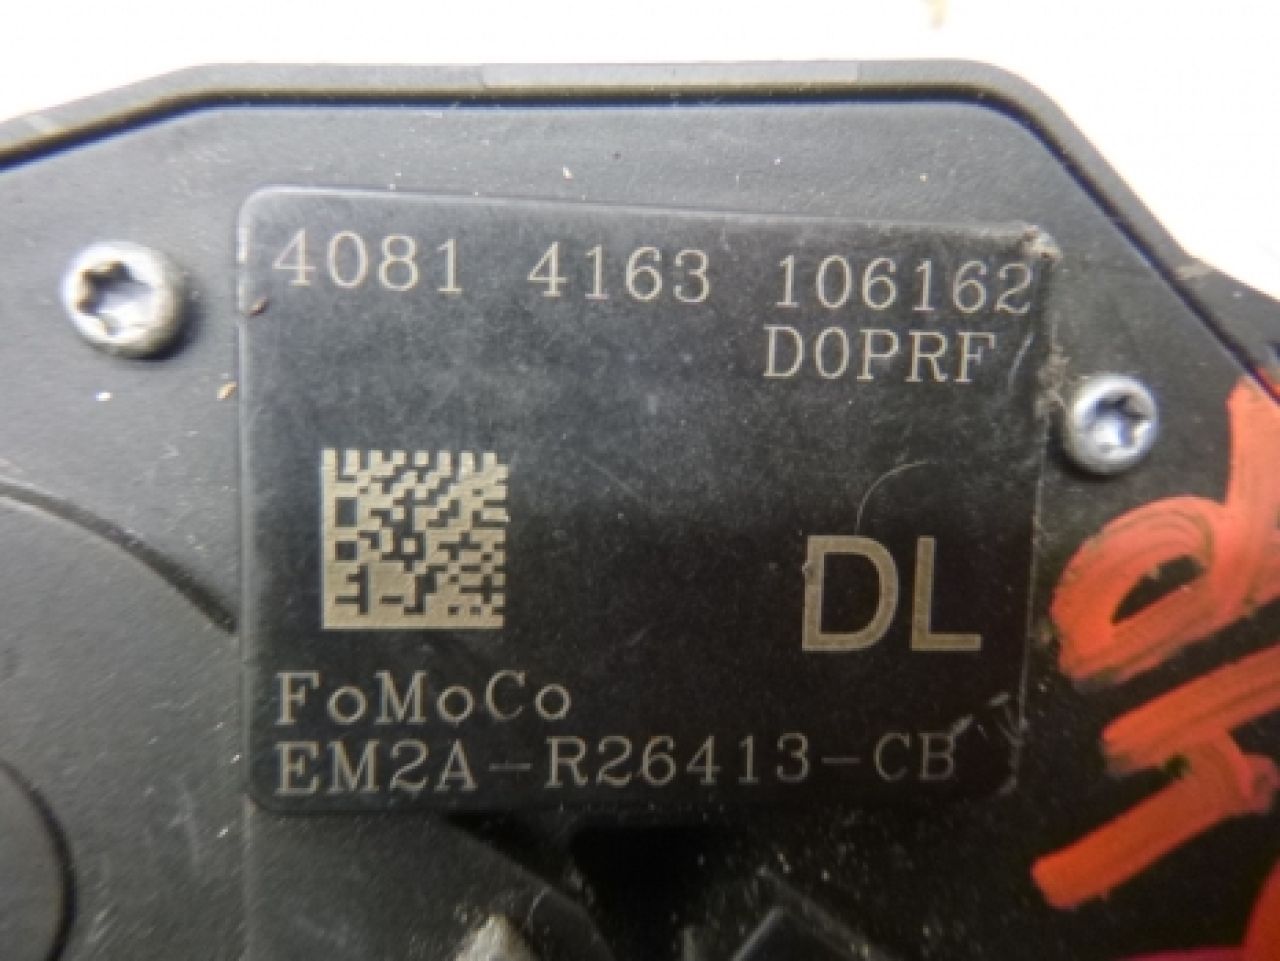 4081 4163 106162
D0PRF
DL
FoMoCo
EM2A-R26413-CB